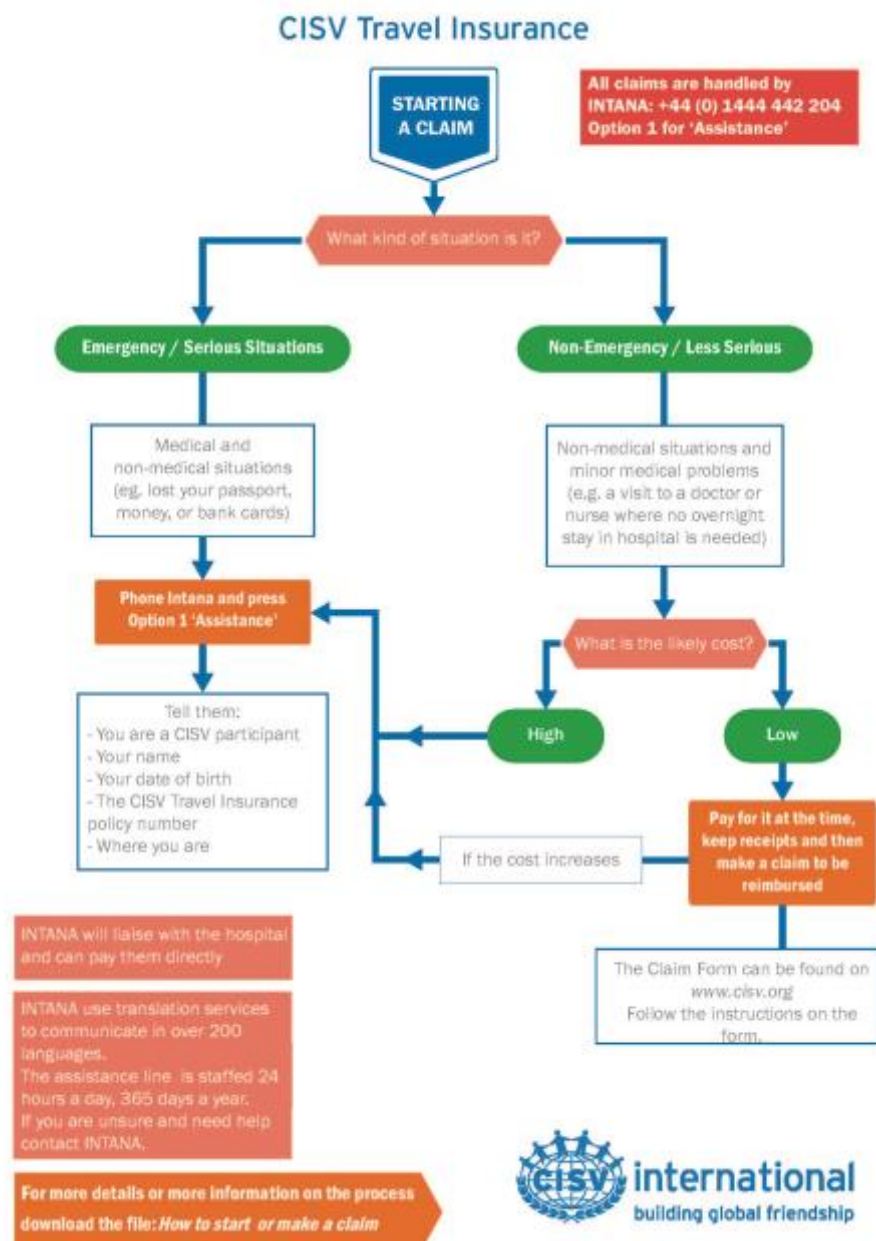 CISV Travel Insurance
STARTING
A CLAIM
All claims are handled by
INTANA: +44 (0) 1444 442 204
Option 1 for ‘Assistance’
What kind of situation is it?
Emergency / Serious Situations
Non-Emergency / Less Serious
Medical and
non-medical situations
(eg. lost your passport,
money, or bank cards)
Non-medical situations and
minor medical problems
(e.g. a visit to a doctor or
nurse where no overnight
stay in hospital is needed)
Phone Intana and press
Option 1 ‘Assistance’
What is the likely cost?
High
Low
Tell them:
- You are a CISV participant
- Your name
- Your date of birth
- The CISV Travel Insurance
policy number
- Where you are
Pay for it at the time,
keep receipts and then
make a claim to be
reimbursed
If the cost increases
The Claim Form can be found on
www.cisv.org
Follow the instructions on the
form.
INTANA will liaise with the hospital
and can pay them directly
INTANA use translation services
to communicate in over 200
languages.
The assistance line is staffed 24
hours a day, 365 days a year.
If you are unsure and need help
contact INTANA.
For more details or more information on the process
download the file: How to start or make a claim
CISV international
building global friendship